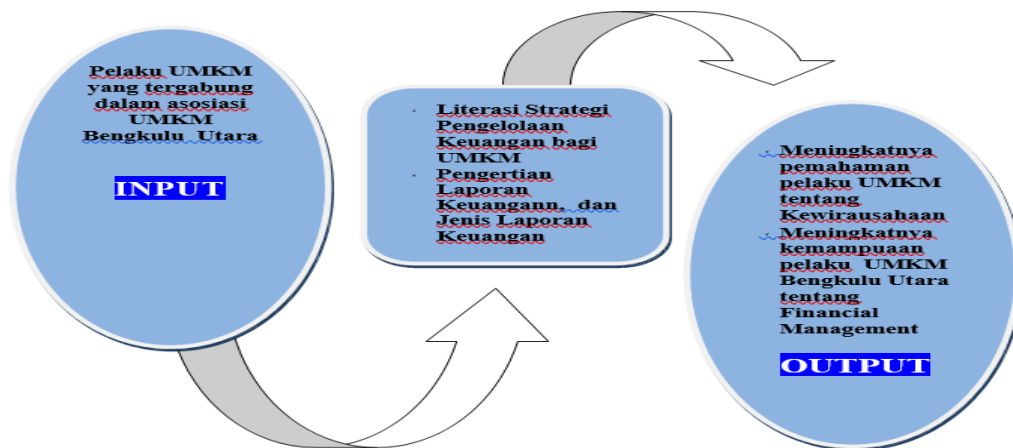 Pelaku UMKM
yang tergabung
dalam asosiasi
UMKM
Bengkulu Utara
INPUT
· Literasi Strategi
Pengelolaan
Keuangan bagi
UMKM
· Pengertian
Laporan
Keuangann, dan
Jenis Laporan
Keuangan
· Meningkatnya
pemahaman
pelaku UMKM
tentang
Kewirausahaan
· Meningkatnya
kemampuaan
pelaku UMKM
Bengkulu Utara
tentang
Financial
Management
OUTPUT